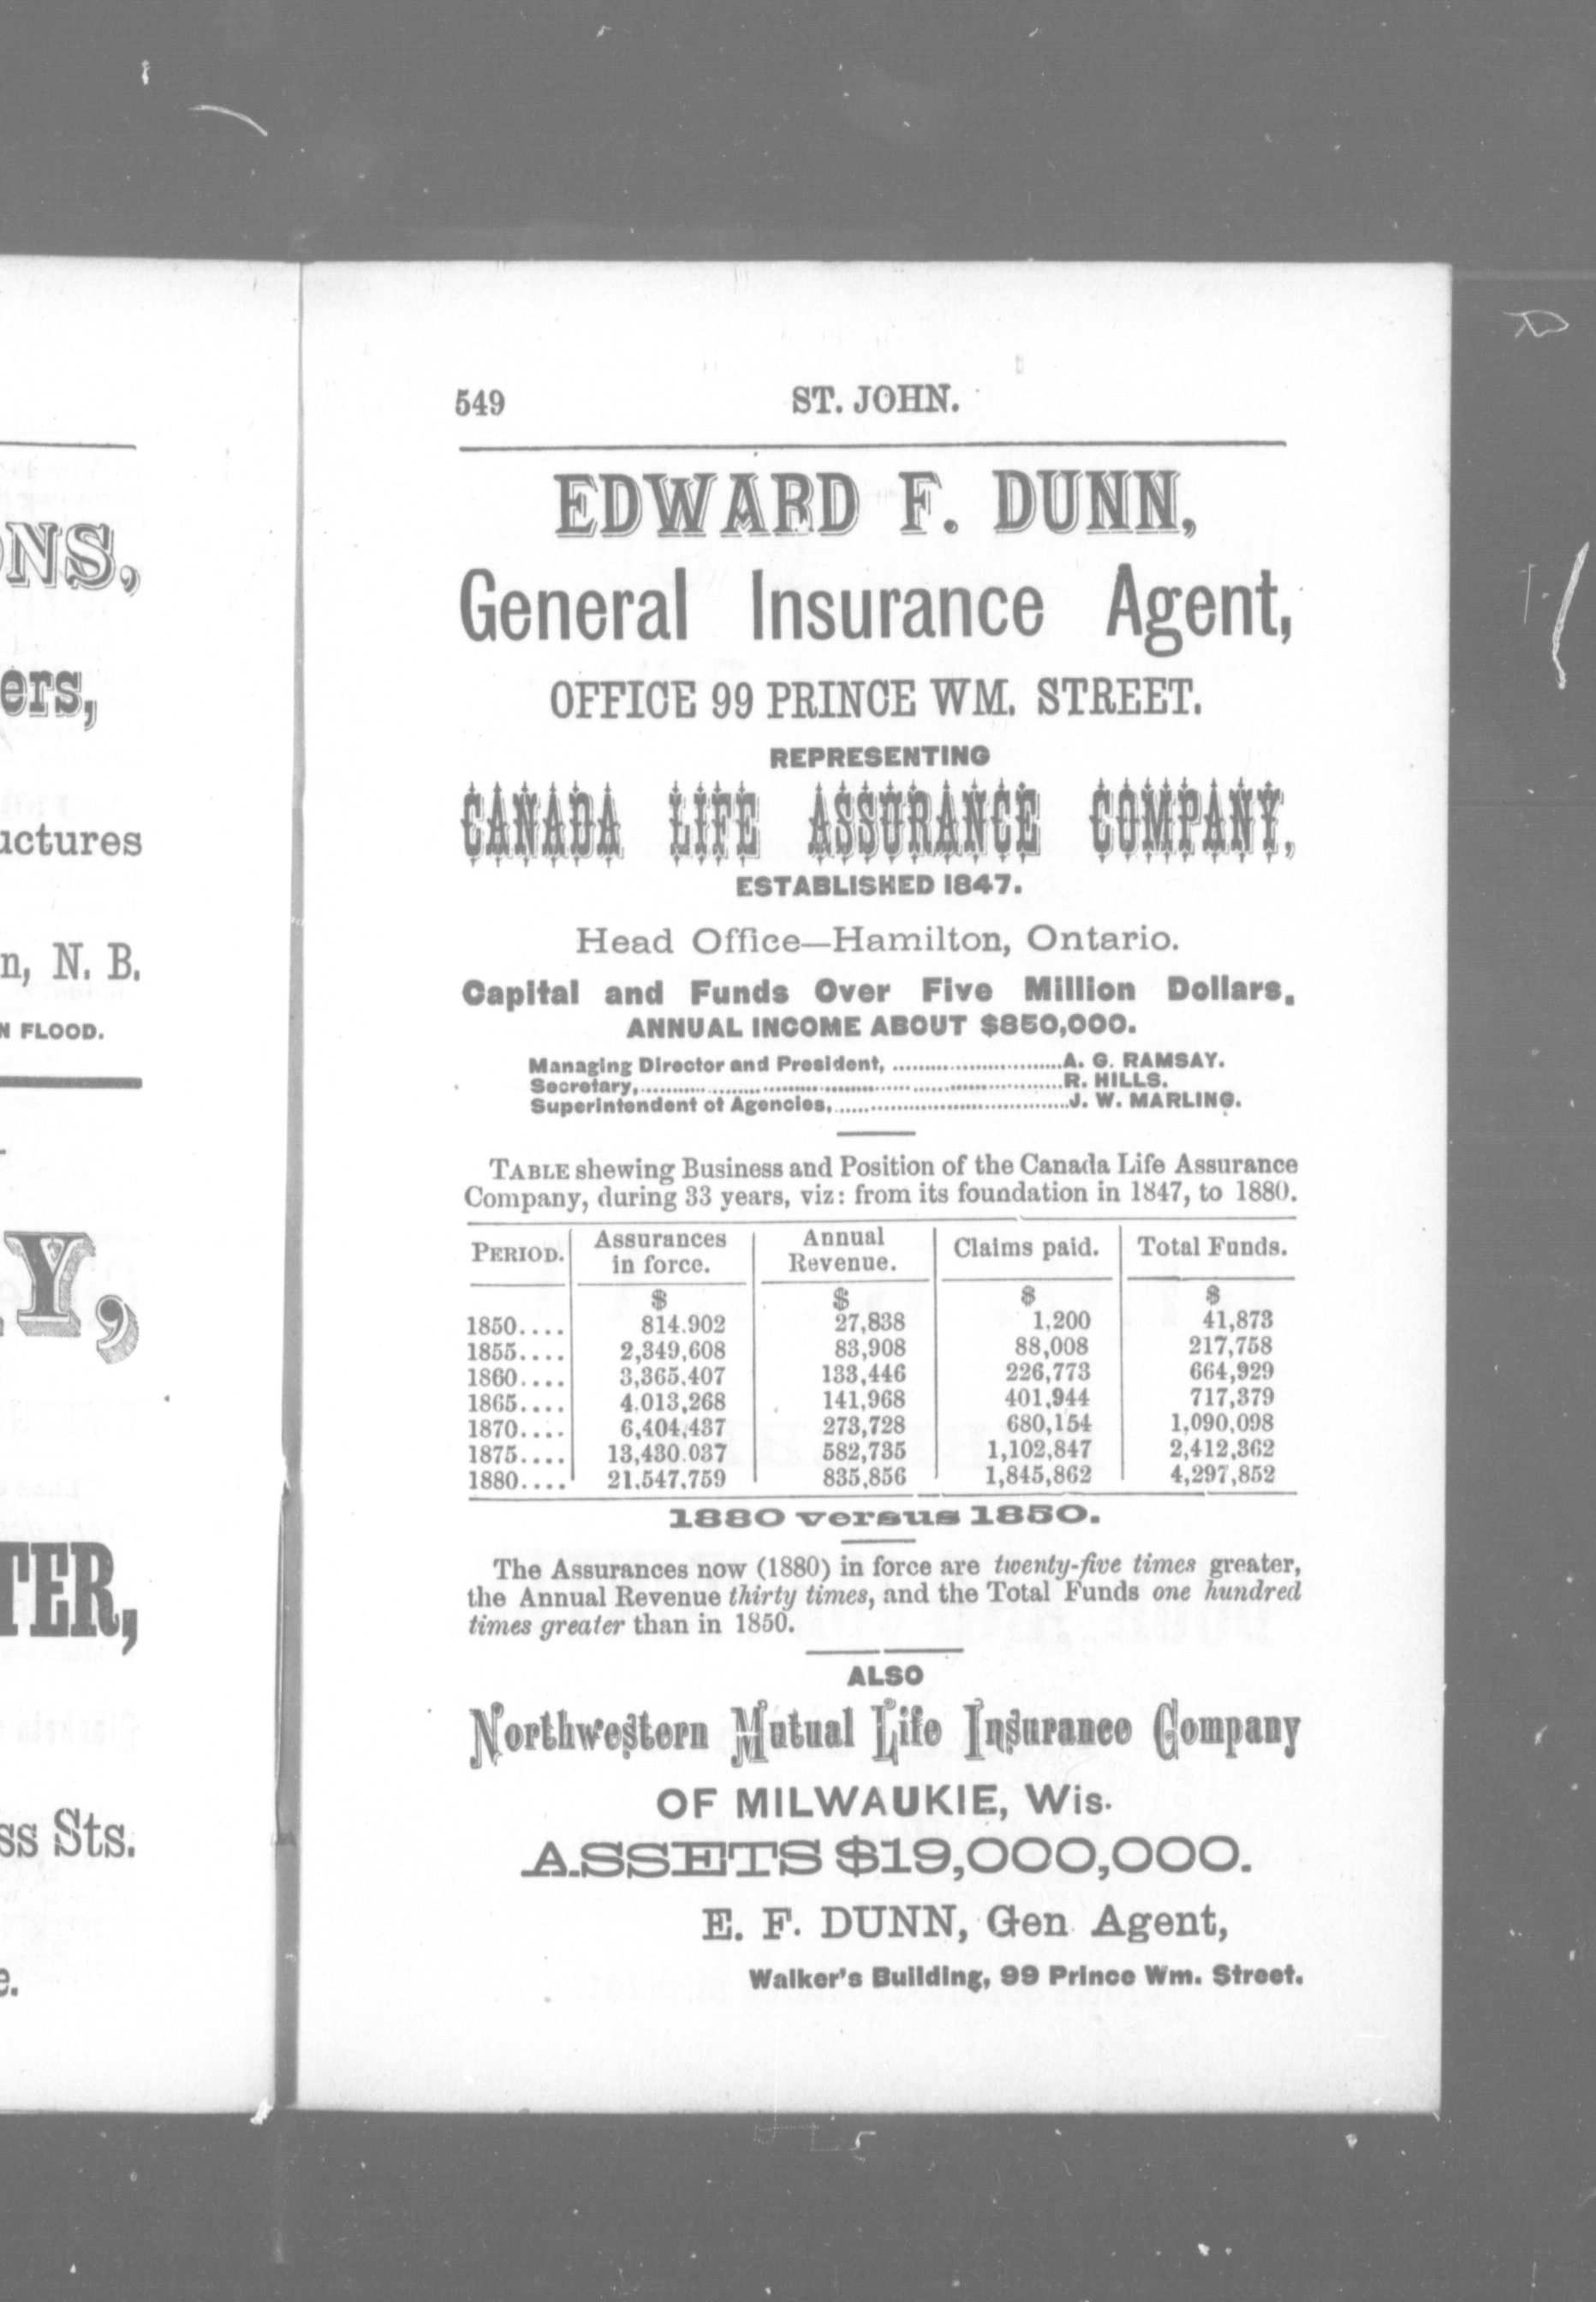 ONS,
ers,
uctures
n, N. B.
N FLOOD.
Y,
TER,
ss Sts.
e.
549 ST. JOHN.
EDWARD F. DUNN,
General Insurance Agent,
OFFICE 99 PRINCE WM. STREET.
REPRESENTING
CANADA LIFE ASSURANCE COMPANY,
ESTABLISHED 1847.
Head Office—Hamilton, Ontario.
Capital and Funds Over Five Million Dollars.
ANNUAL INCOME ABOUT $850,000.
Managing Director and President, ..........................A. G. RAMSAY.
Secretary,................................................................R. HILLS.
Superintendent of Agencies,....................................J. W. MARLING.
TABLE shewing Business and Position of the Canada Life Assurance
Company, during 33 years, viz: from its foundation in 1847, to 1880.
PERIOD. Assurances in force. Annual Revenue. Claims paid. Total Funds.
$ $ $ $
1850.... 814.902 27,838 1,200 41,873
1855.... 2,349,608 83,908 88,008 217,758
1860.... 3,365.407 133,446 226,773 664,929
1865.... 4.013,268 141,968 401,944 717,379
1870.... 6,404,437 273,728 680,154 1,090,098
1875.... 13,430.037 582,735 1,102,847 2,412,362
1880.... 21.547,759 835,856 1,845,862 4,297,852
1880 versus 1850.
The Assurances now (1880) in force are twenty-five times greater,
the Annual Revenue thirty times, and the Total Funds one hundred
times greater than in 1850.
ALSO
Northwestern Mutual Life Insurance Company
OF MILWAUKIE, Wis.
ASSETS $19,000,000.
E. F. DUNN, Gen Agent,
Walker's Building, 99 Prince Wm. Street.